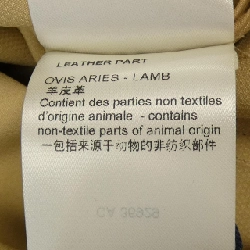 LEATHER PART
OVIS ARIES - LAMB
羊皮革
Contient des parties non textiles
d'origine animale - contains
non-textile parts of animal origin
一包括来源于动物的非纺织部件